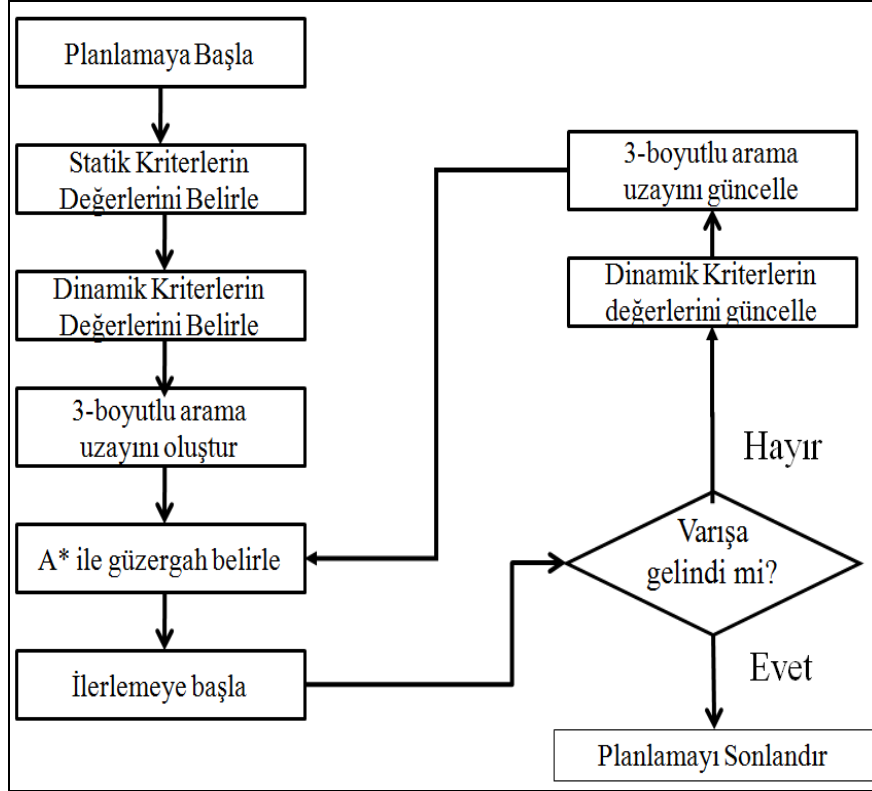 Planlamaya Başla
Statik Kriterlerin
Değerlerini Belirle
Dinamik Kriterlerin
Değerlerini Belirle
3-boyutlu arama
uzayını oluştur
A* ile güzergah belirle
İlerlemeye başla
3-boyutlu arama
uzayını güncelle
Dinamik Kriterlerin
değerlerini güncelle
Hayır
Varışa
gelindi mi?
Evet
Planlamayı Sonlandır